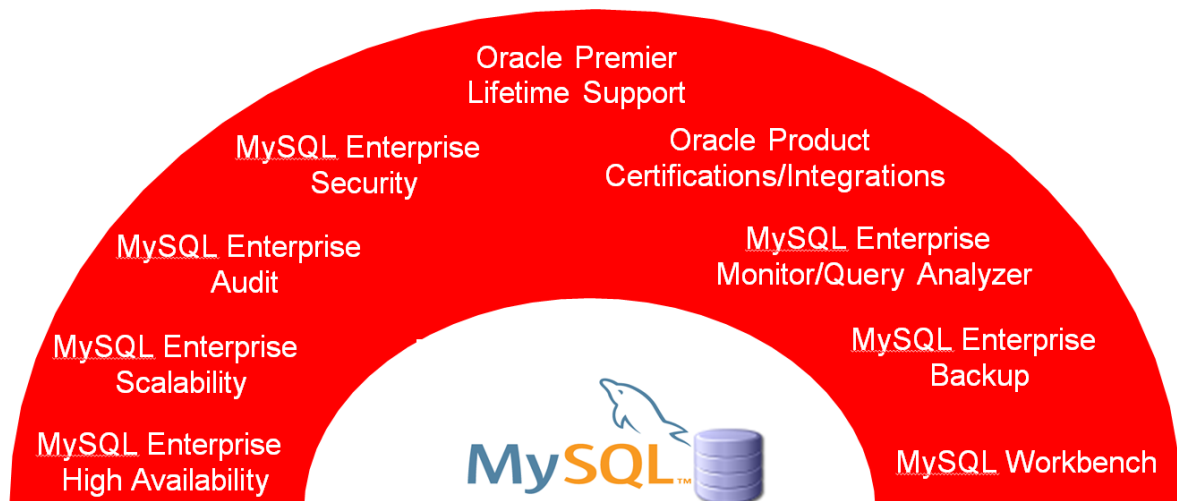 Oracle Premier
Lifetime Support
MySQL Enterprise
Security
Oracle Product
Certifications/Integrations
MySQL Enterprise
Audit
MySQL Enterprise
Monitor/Query Analyzer
MySQL Enterprise
Scalability
MySQL Enterprise
Backup
MySQL Enterprise
High Availability
MySQL Workbench
MySQL™